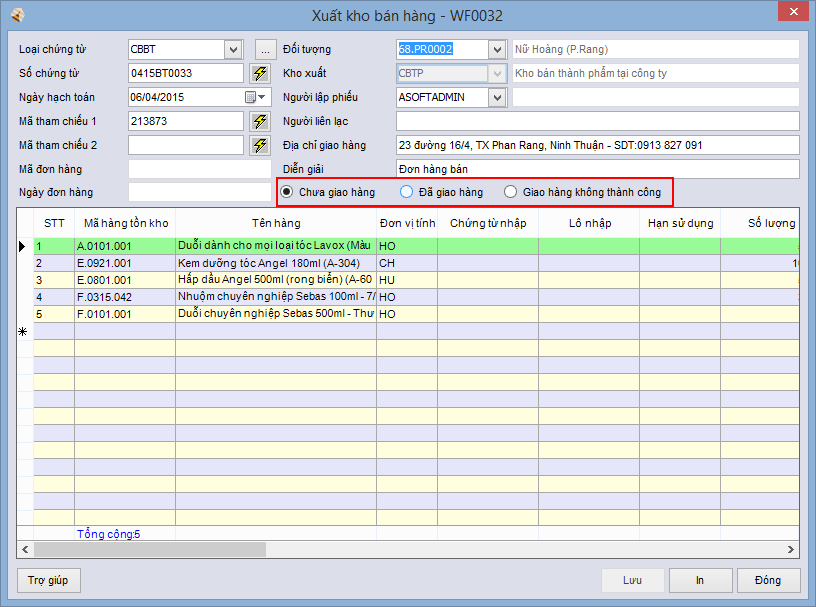 Xuất kho bán hàng - WF0032
Loại chứng từ CBBT ... Đối tượng 68.PR0002 Nữ Hoàng (P.Rang)
Số chứng từ 0415BT0033 Kho xuất CBTP Kho bán thành phẩm tại công ty
Ngày hạch toán 06/04/2015 Người lập phiếu ASOFTADMIN
Mã tham chiếu 1 213873 Người liên lạc
Mã tham chiếu 2 Địa chỉ giao hàng 23 đường 16/4, TX Phan Rang, Ninh Thuận - SDT:0913 827 091
Mã đơn hàng Diễn giải Đơn hàng bán
Ngày đơn hàng Chưa giao hàng Đã giao hàng Giao hàng không thành công
STT Mã hàng tồn kho Tên hàng Đơn vị tính Chứng từ nhập Lô nhập Hạn sử dụng Số lượng
1 A.0101.001 Duỗi dành cho mọi loại tóc Lavox (Màu HO
2 E.0921.001 Kem dưỡng tóc Angel 180ml (A-304) CH
3 E.0801.001 Hấp dầu Angel 500ml (rong biển) (A-60 HU
4 F.0315.042 Nhuộm chuyên nghiệp Sebas 100ml - 7/ HO
5 F.0101.001 Duỗi chuyên nghiệp Sebas 500ml - Thư HO
Tổng cộng:5
Trợ giúp Lưu In Đóng